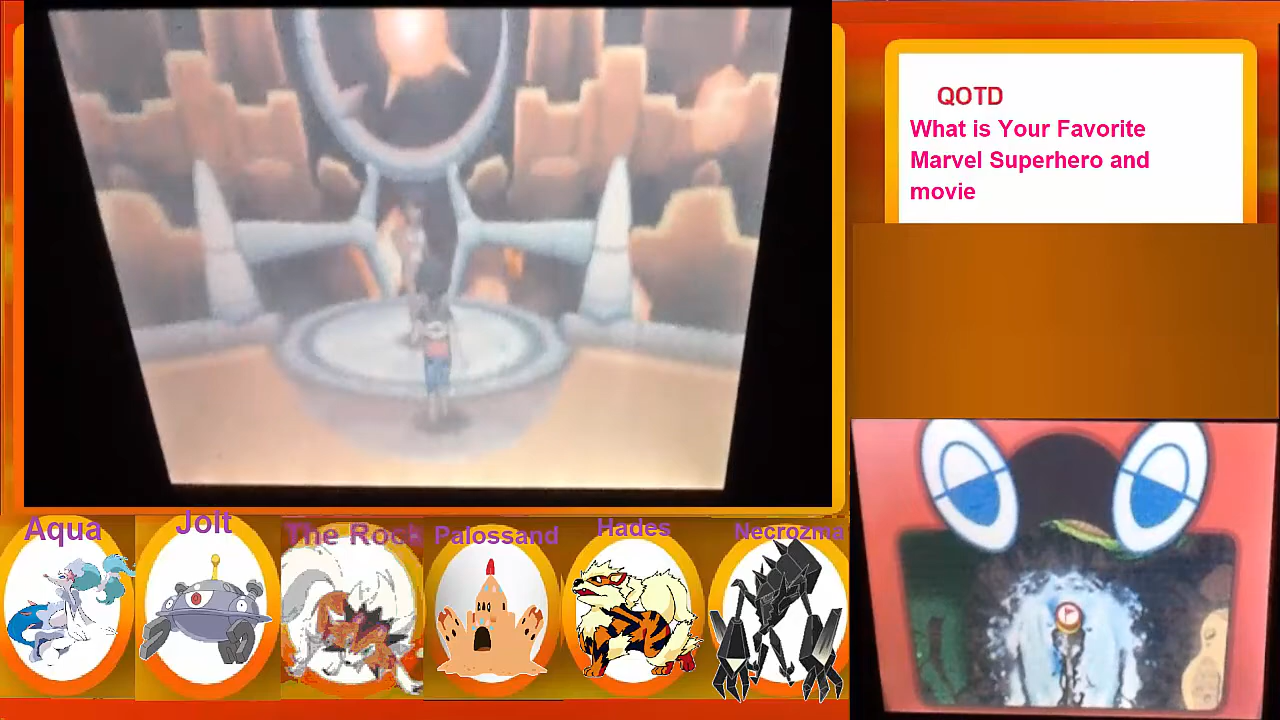 QOTD
What is Your Favorite
Marvel Superhero and
movie
Aqua
Jolt
The Rock
Palossand
Hades
Necrozma